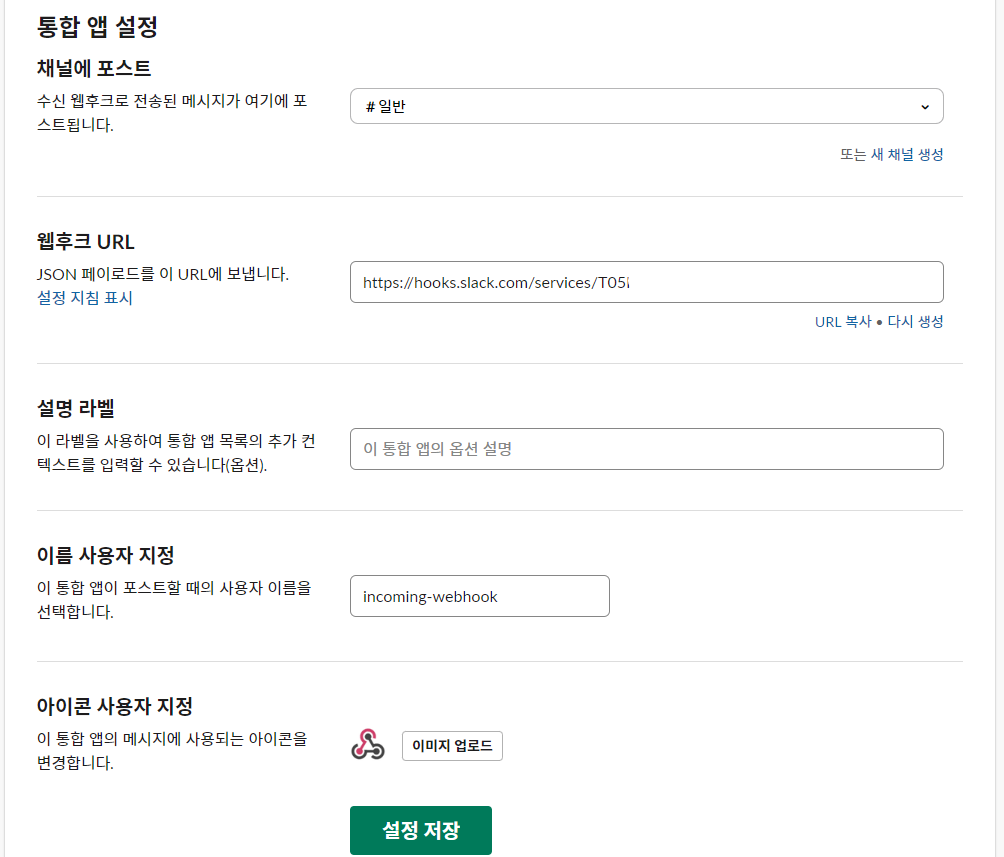 통합 앱 설정
채널에 포스트
수신 웹후크로 전송된 메시지가 여기에 포
스트됩니다.
# 일반
또는 새 채널 생성
웹후크 URL
JSON 페이로드를 이 URL에 보냅니다.
설정 지침 표시
https://hooks.slack.com/services/T05
URL 복사 • 다시 생성
설명 라벨
이 라벨을 사용하여 통합 앱 목록의 추가 컨
텍스트를 입력할 수 있습니다(옵션).
이 통합 앱의 옵션 설명
이름 사용자 지정
이 통합 앱이 포스트할 때의 사용자 이름을
선택합니다.
incoming-webhook
아이콘 사용자 지정
이 통합 앱의 메시지에 사용되는 아이콘을
변경합니다.
이미지 업로드
설정 저장